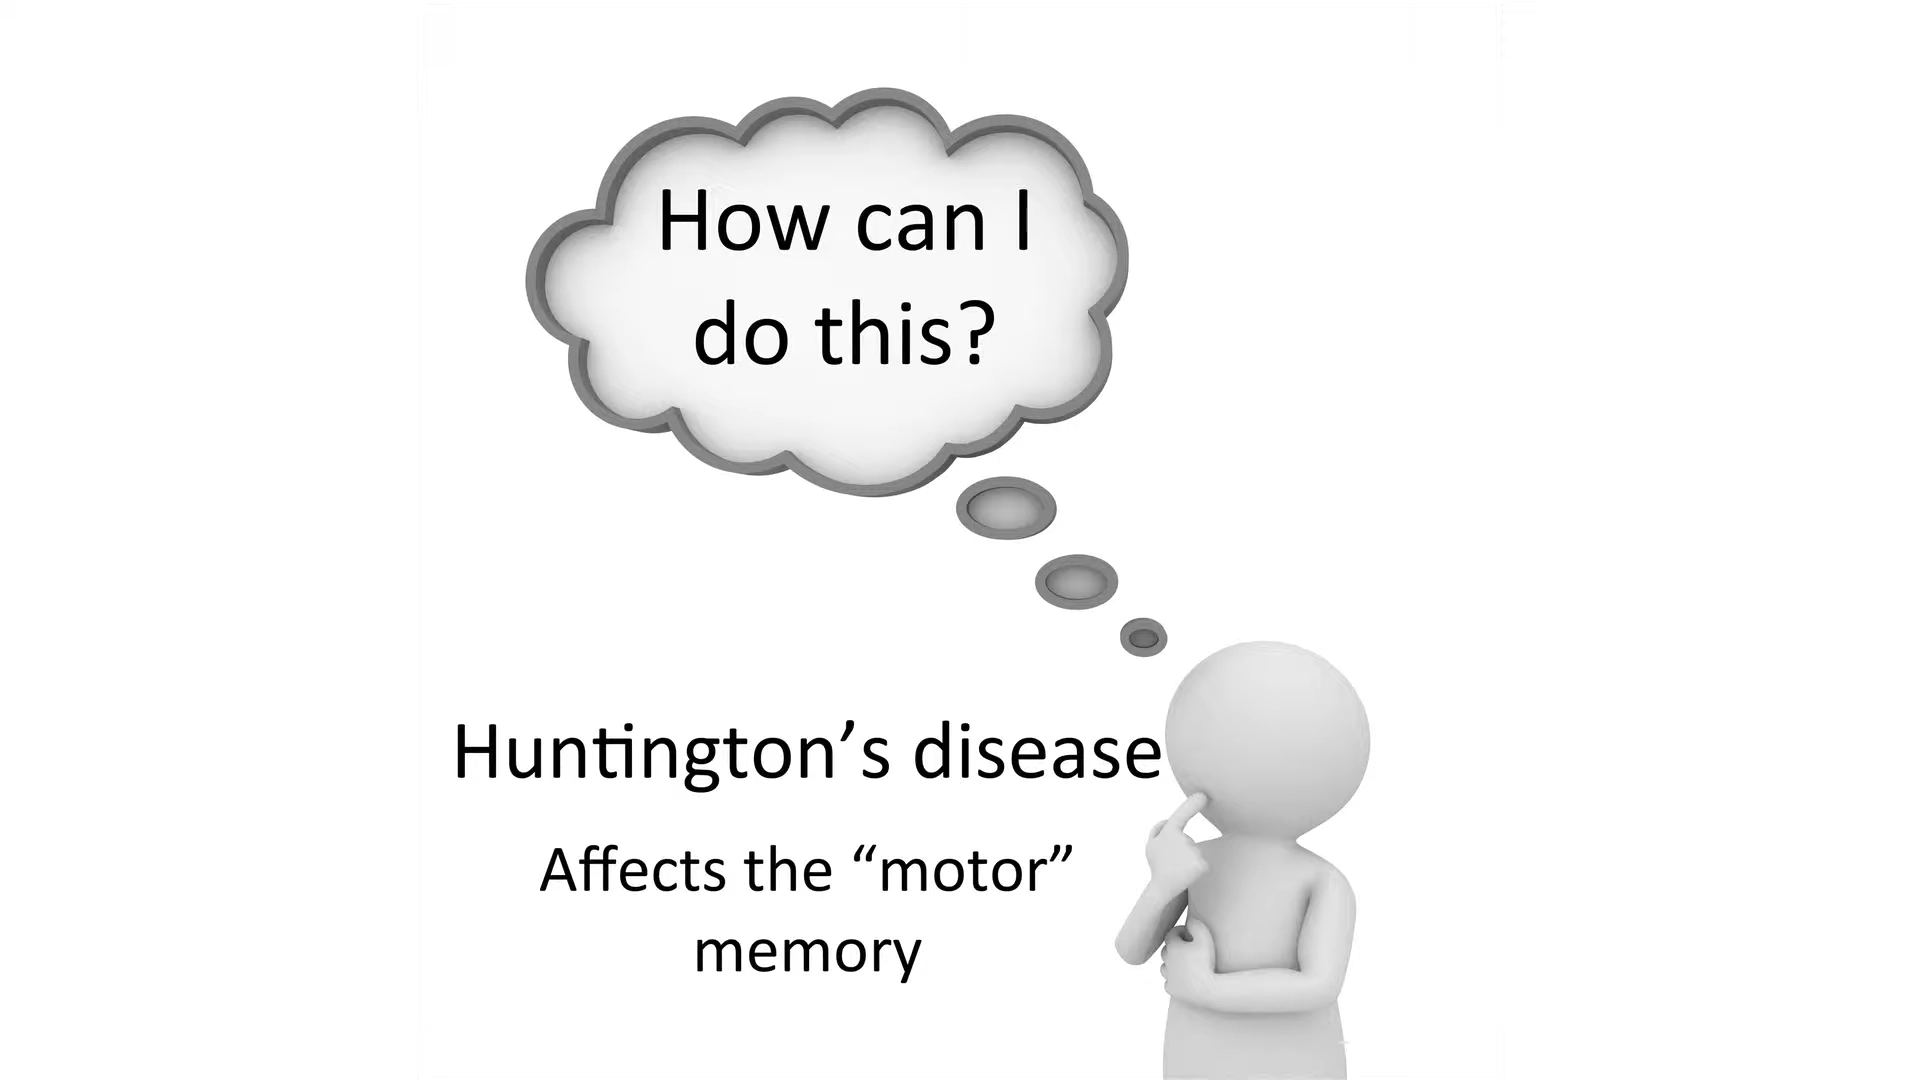 How can I
do this?
Huntington’s disease
Affects the “motor”
memory